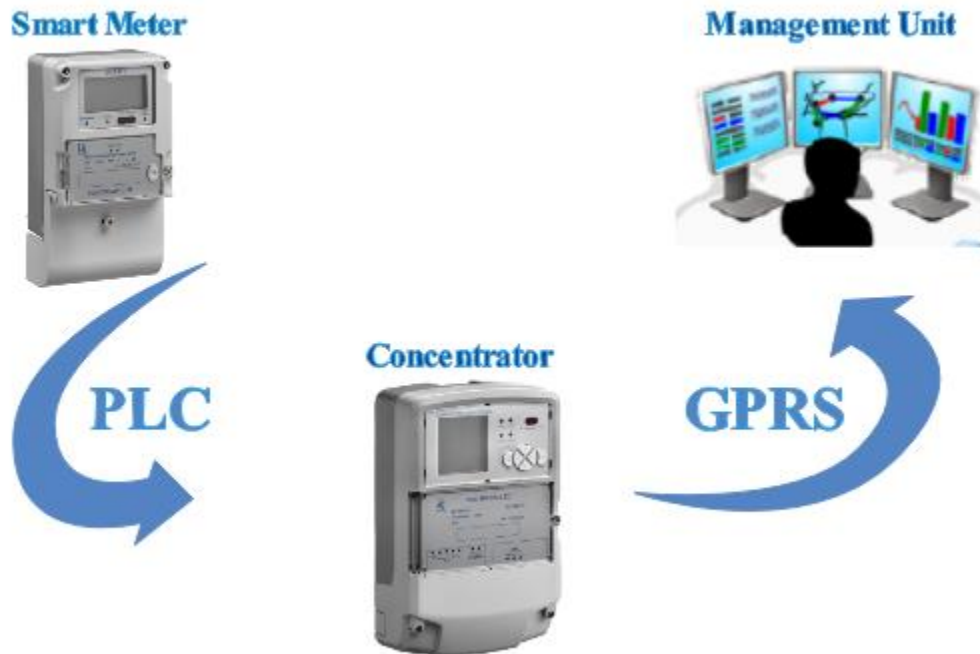 Smart Meter
Management Unit
Concentrator
PLC
GPRS